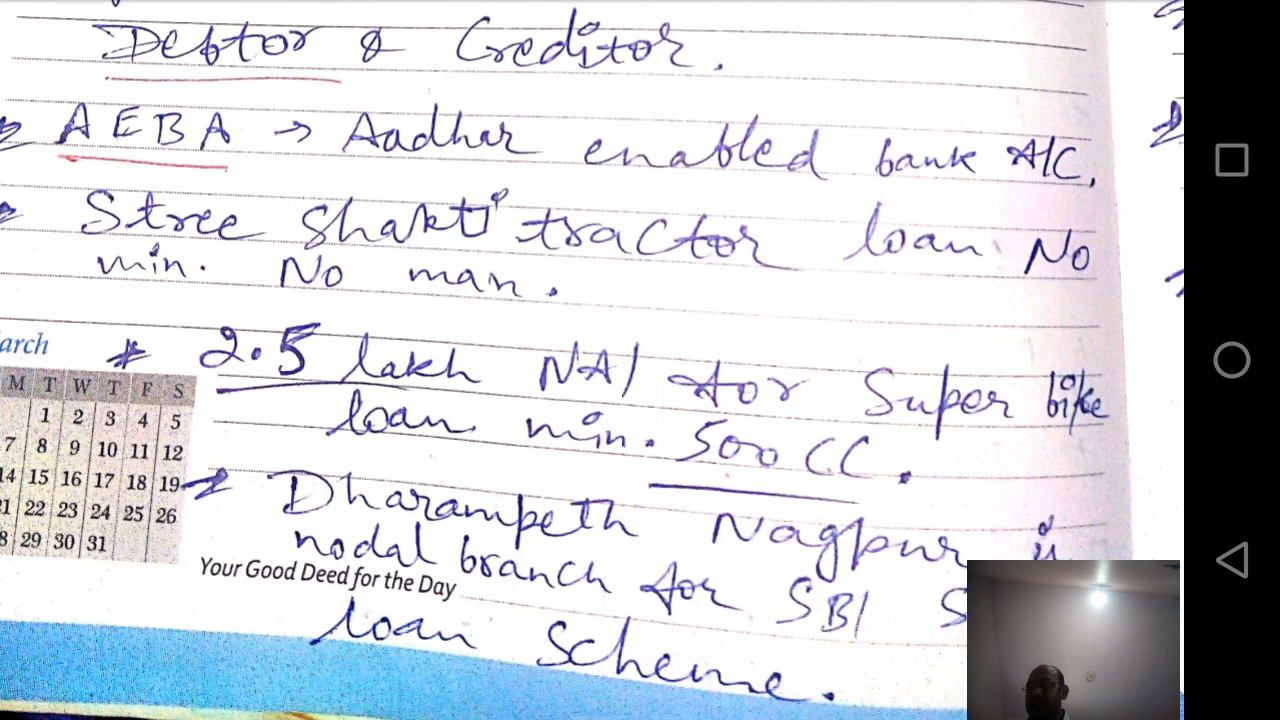 Debtor & Creditor.
AEBA → Aadhar enabled bank A/C.
Stree Shakti tractor loan No
min. No man.
* 2.5 lakh NAI for Super bike
loan min. 500 CC.
Dharampeth Nagpur is
nodal branch for SBI S
loan Scheme.
arch
M T W T F S
1 2 3 4 5
7 8 9 10 11 12
14 15 16 17 18 19
21 22 23 24 25 26
28 29 30 31
Your Good Deed for the Day